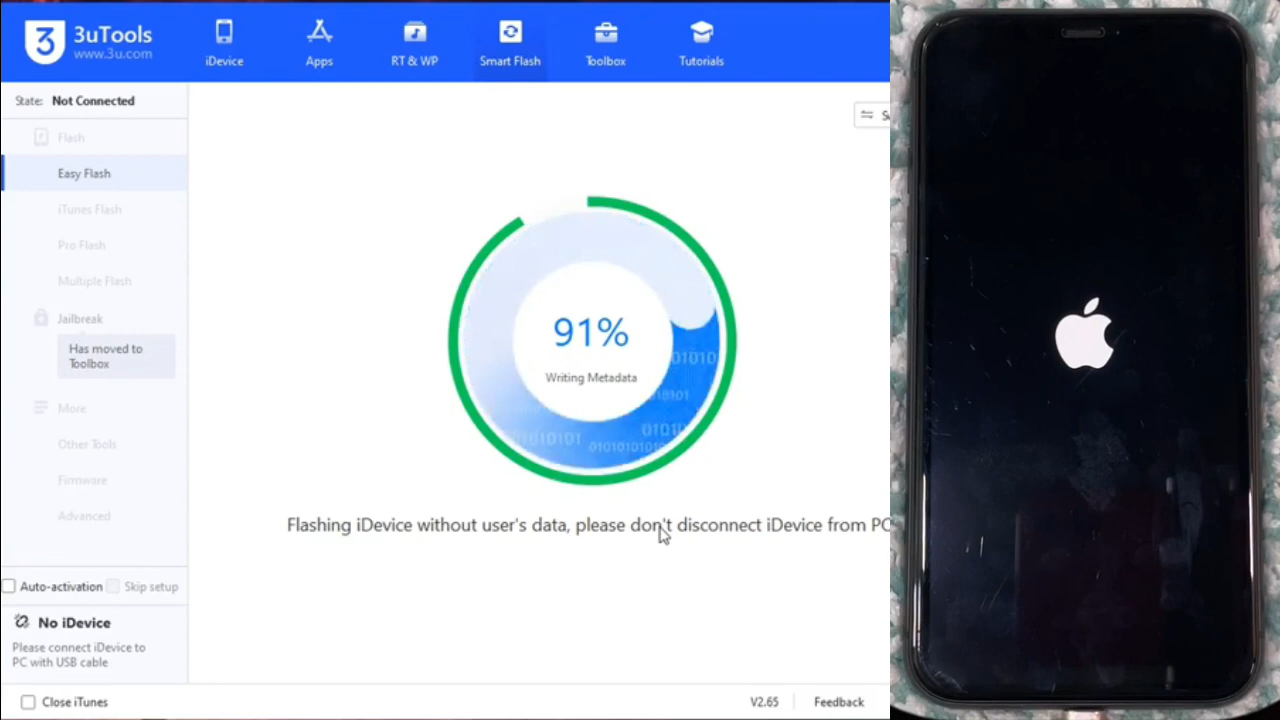 3 3uTools
www.3u.com
iDevice
Apps
RT & WP
Smart Flash
Toolbox
Tutorials
State: Not Connected
Flash
Easy Flash
iTunes Flash
Pro Flash
Multiple Flash
Jailbreak
Has moved to
Toolbox
More
Other Tools
Firmware
Advanced
Auto-activation Skip setup
No iDevice
Please connect iDevice to
PC with USB cable
Close iTunes
91%
Writing Metadata
01010
01010101
Flashing iDevice without user's data, please don't disconnect iDevice from PC
V2.65
Feedback